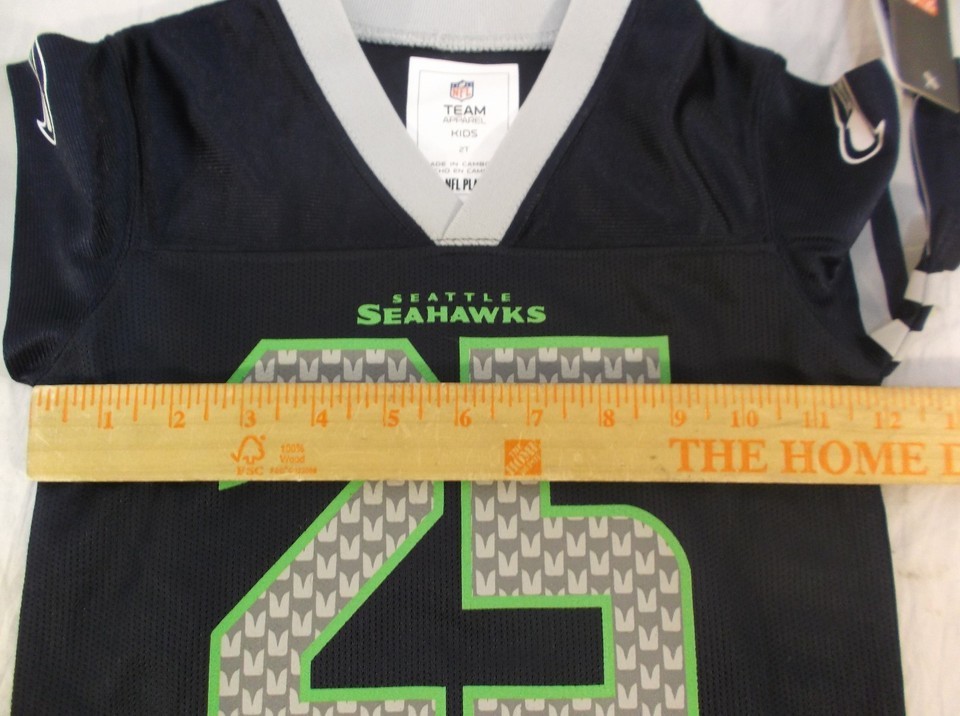 NFL
TEAM
APPAREL
KIDS
2T
SEATTLE
SEAHAWKS
25
1 2 3 4 5 6 7 8 9 10 11 12
FSC
100%
Wood
THE HOME